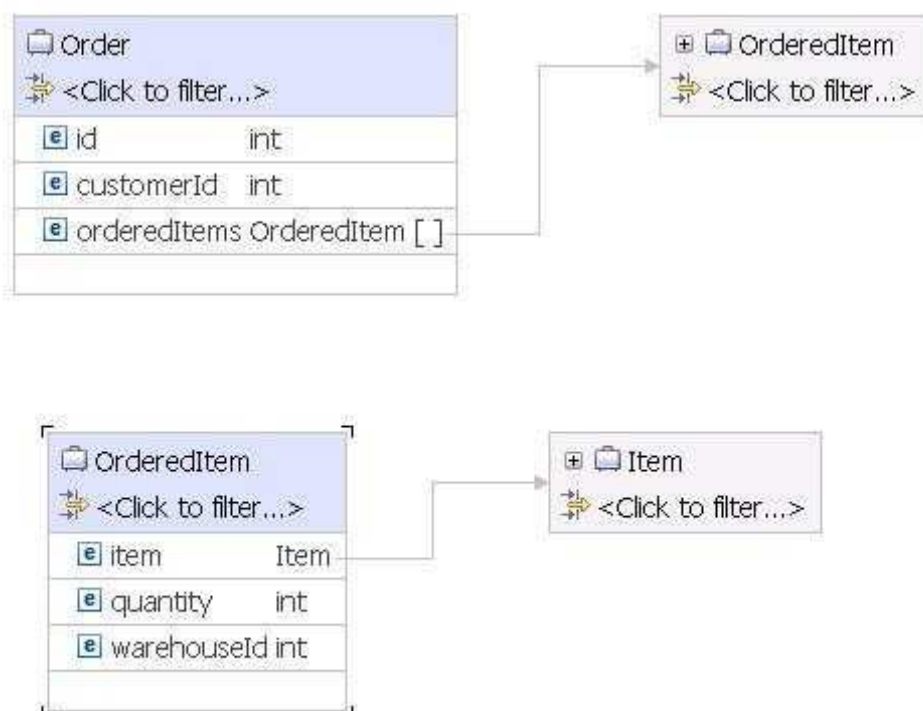 Order
<Click to filter...>
id int
customerId int
orderedItems OrderedItem [ ]
OrderedItem
<Click to filter...>
OrderedItem
<Click to filter...>
item Item
quantity int
warehouseId int
Item
<Click to filter...>